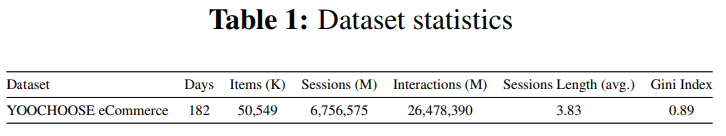 Table 1: Dataset statistics
Dataset Days Items (K) Sessions (M) Interactions (M) Sessions Length (avg.) Gini Index
YOOCHOOSE eCommerce 182 50,549 6,756,575 26,478,390 3.83 0.89